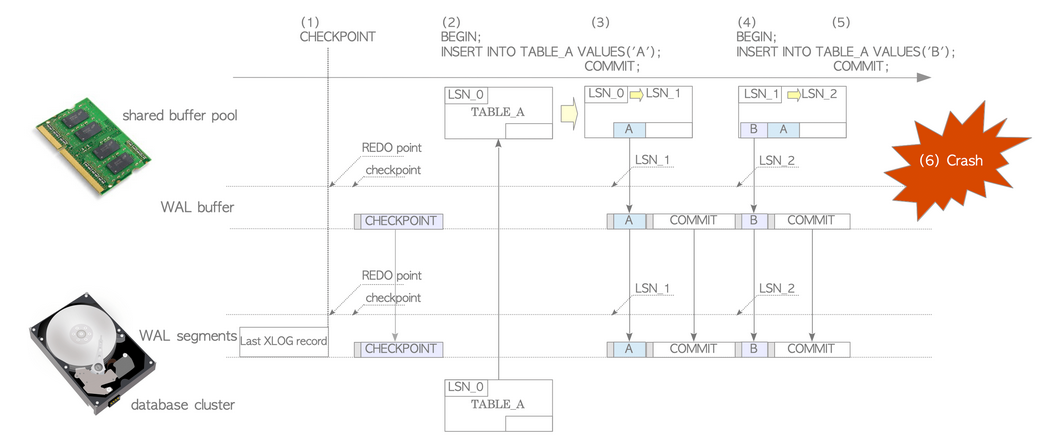 (1)
CHECKPOINT
(2)
BEGIN;
INSERT INTO TABLE_A VALUES('A');
(3)
COMMIT;
(4)
BEGIN;
INSERT INTO TABLE_A VALUES('B');
(5)
COMMIT;
shared buffer pool
LSN_0
TABLE_A
LSN_0
LSN_1
A
LSN_1
LSN_2
B
A
(6) Crash
REDO point
checkpoint
LSN_1
LSN_2
WAL buffer
CHECKPOINT
A
COMMIT
B
COMMIT
REDO point
checkpoint
LSN_1
LSN_2
WAL segments
Last XLOG record
CHECKPOINT
A
COMMIT
B
COMMIT
LSN_0
TABLE_A
database cluster